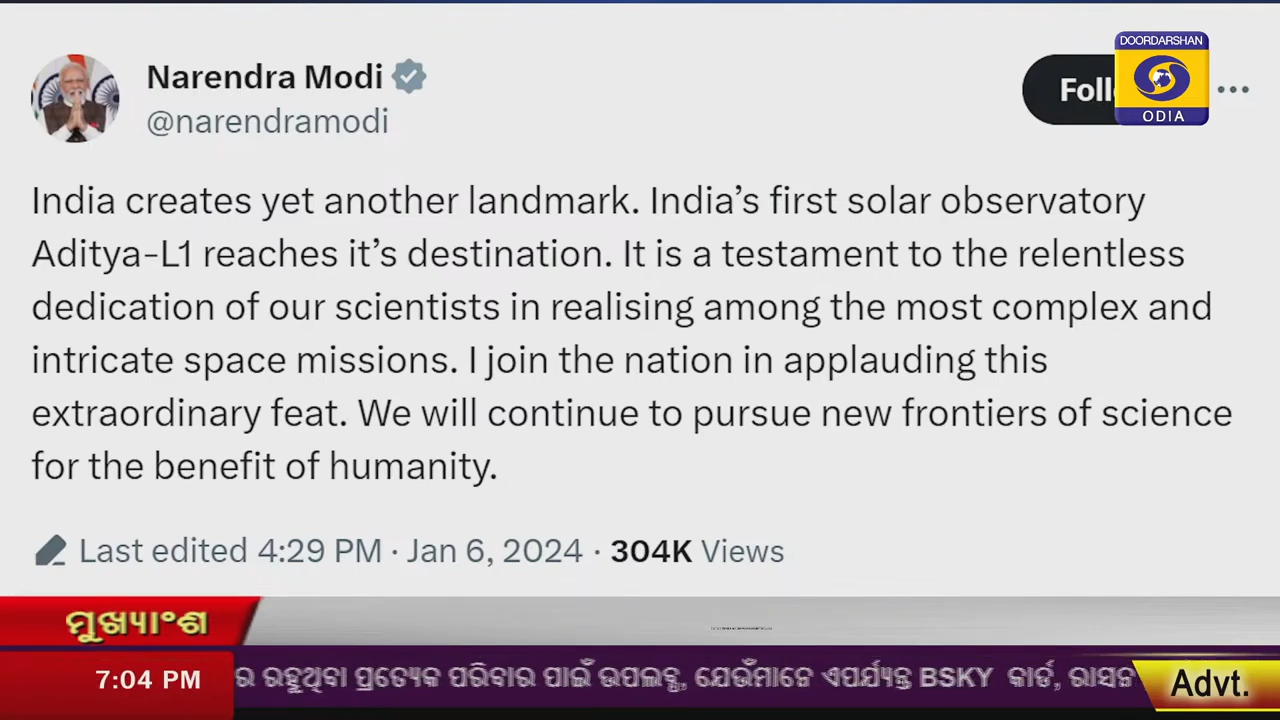 Narendra Modi
@narendramodi
Foll
DOORDARSHAN
ODIA
India creates yet another landmark. India’s first solar observatory
Aditya-L1 reaches it’s destination. It is a testament to the relentless
dedication of our scientists in realising among the most complex and
intricate space missions. I join the nation in applauding this
extraordinary feat. We will continue to pursue new frontiers of science
for the benefit of humanity.
Last edited 4:29 PM · Jan 6, 2024 · 304K Views
ମୁଖ୍ୟାଂଶ
7:04 PM
ର ରହୁଥିବା ପ୍ରତ୍ୟେକ ପରିବାର ପାଇଁ ଉପଲବ୍ଧ, ଯେଉଁମାନେ ଏପର୍ଯ୍ୟନ୍ତ BSKY କାର୍ଡ, ରାସନ
Advt.